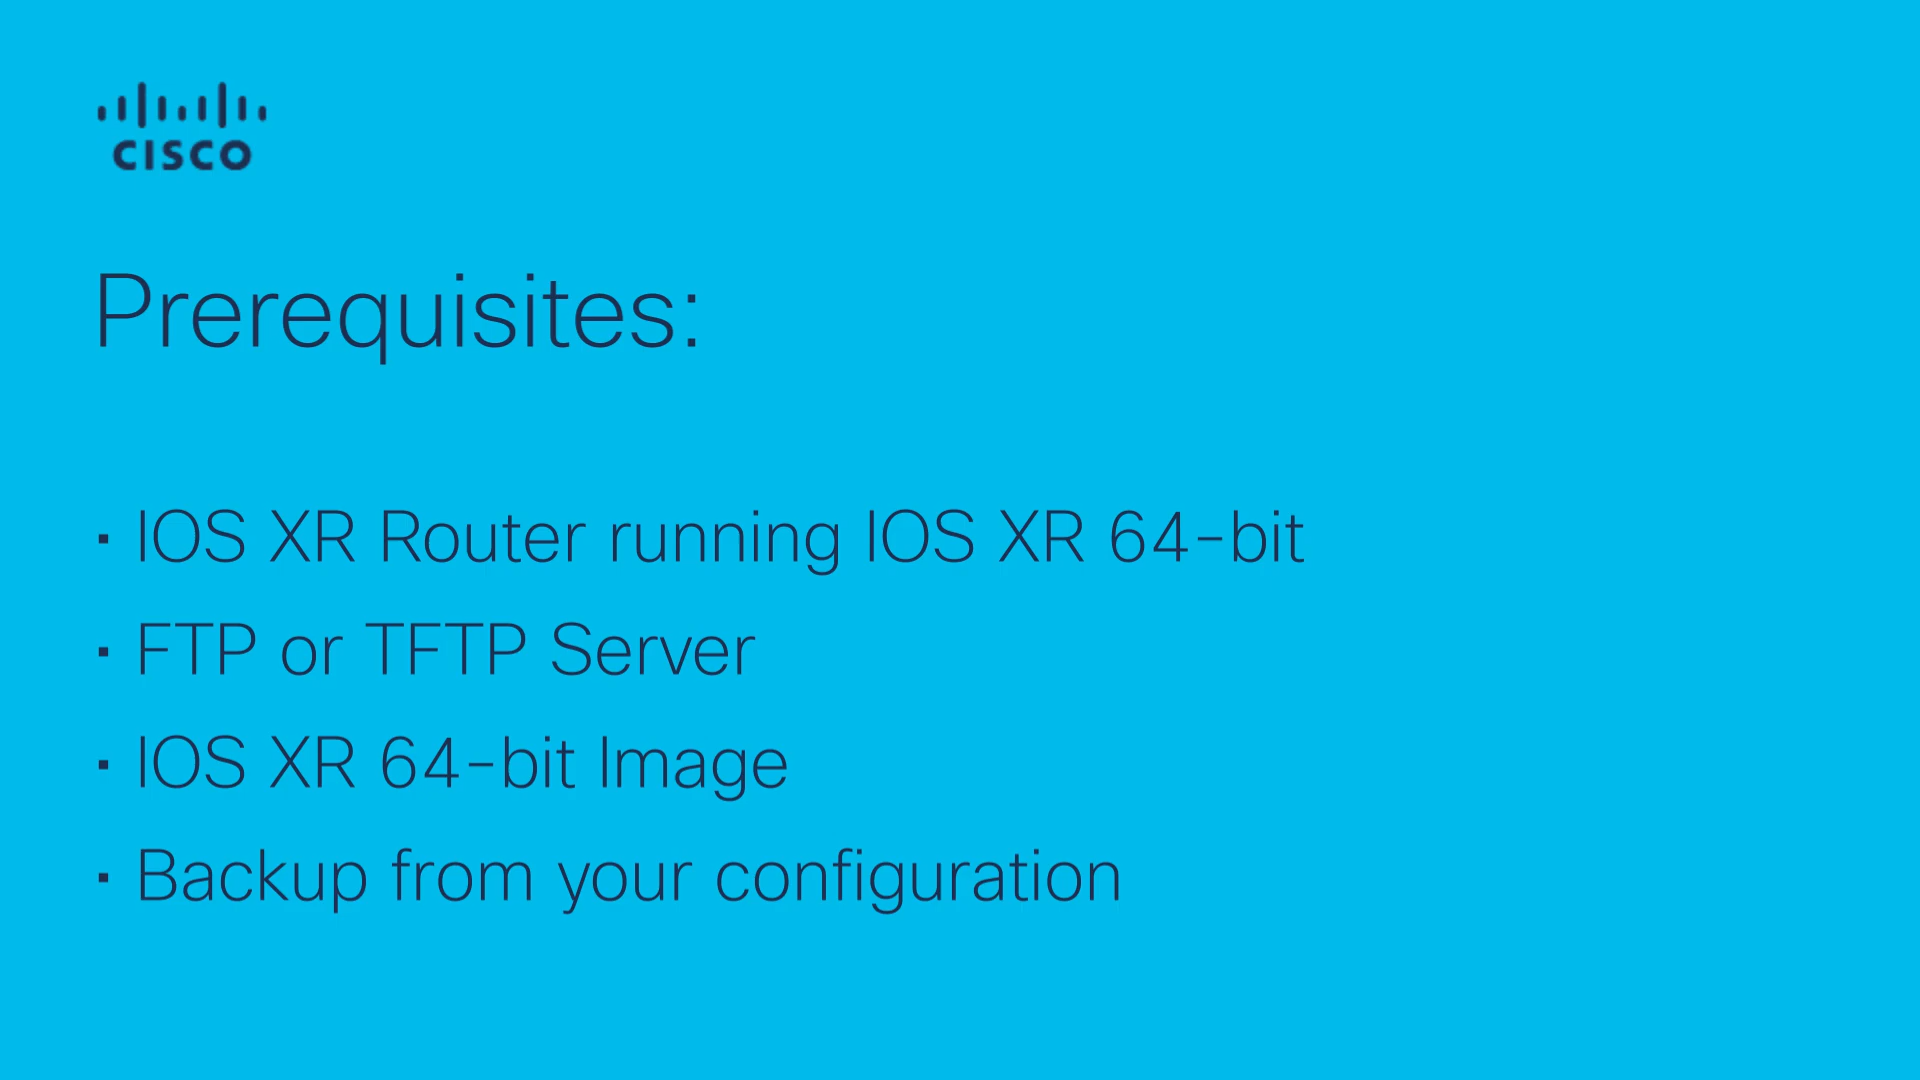 CISCO
Prerequisites:
▪ IOS XR Router running IOS XR 64-bit
▪ FTP or TFTP Server
▪ IOS XR 64-bit Image
▪ Backup from your configuration